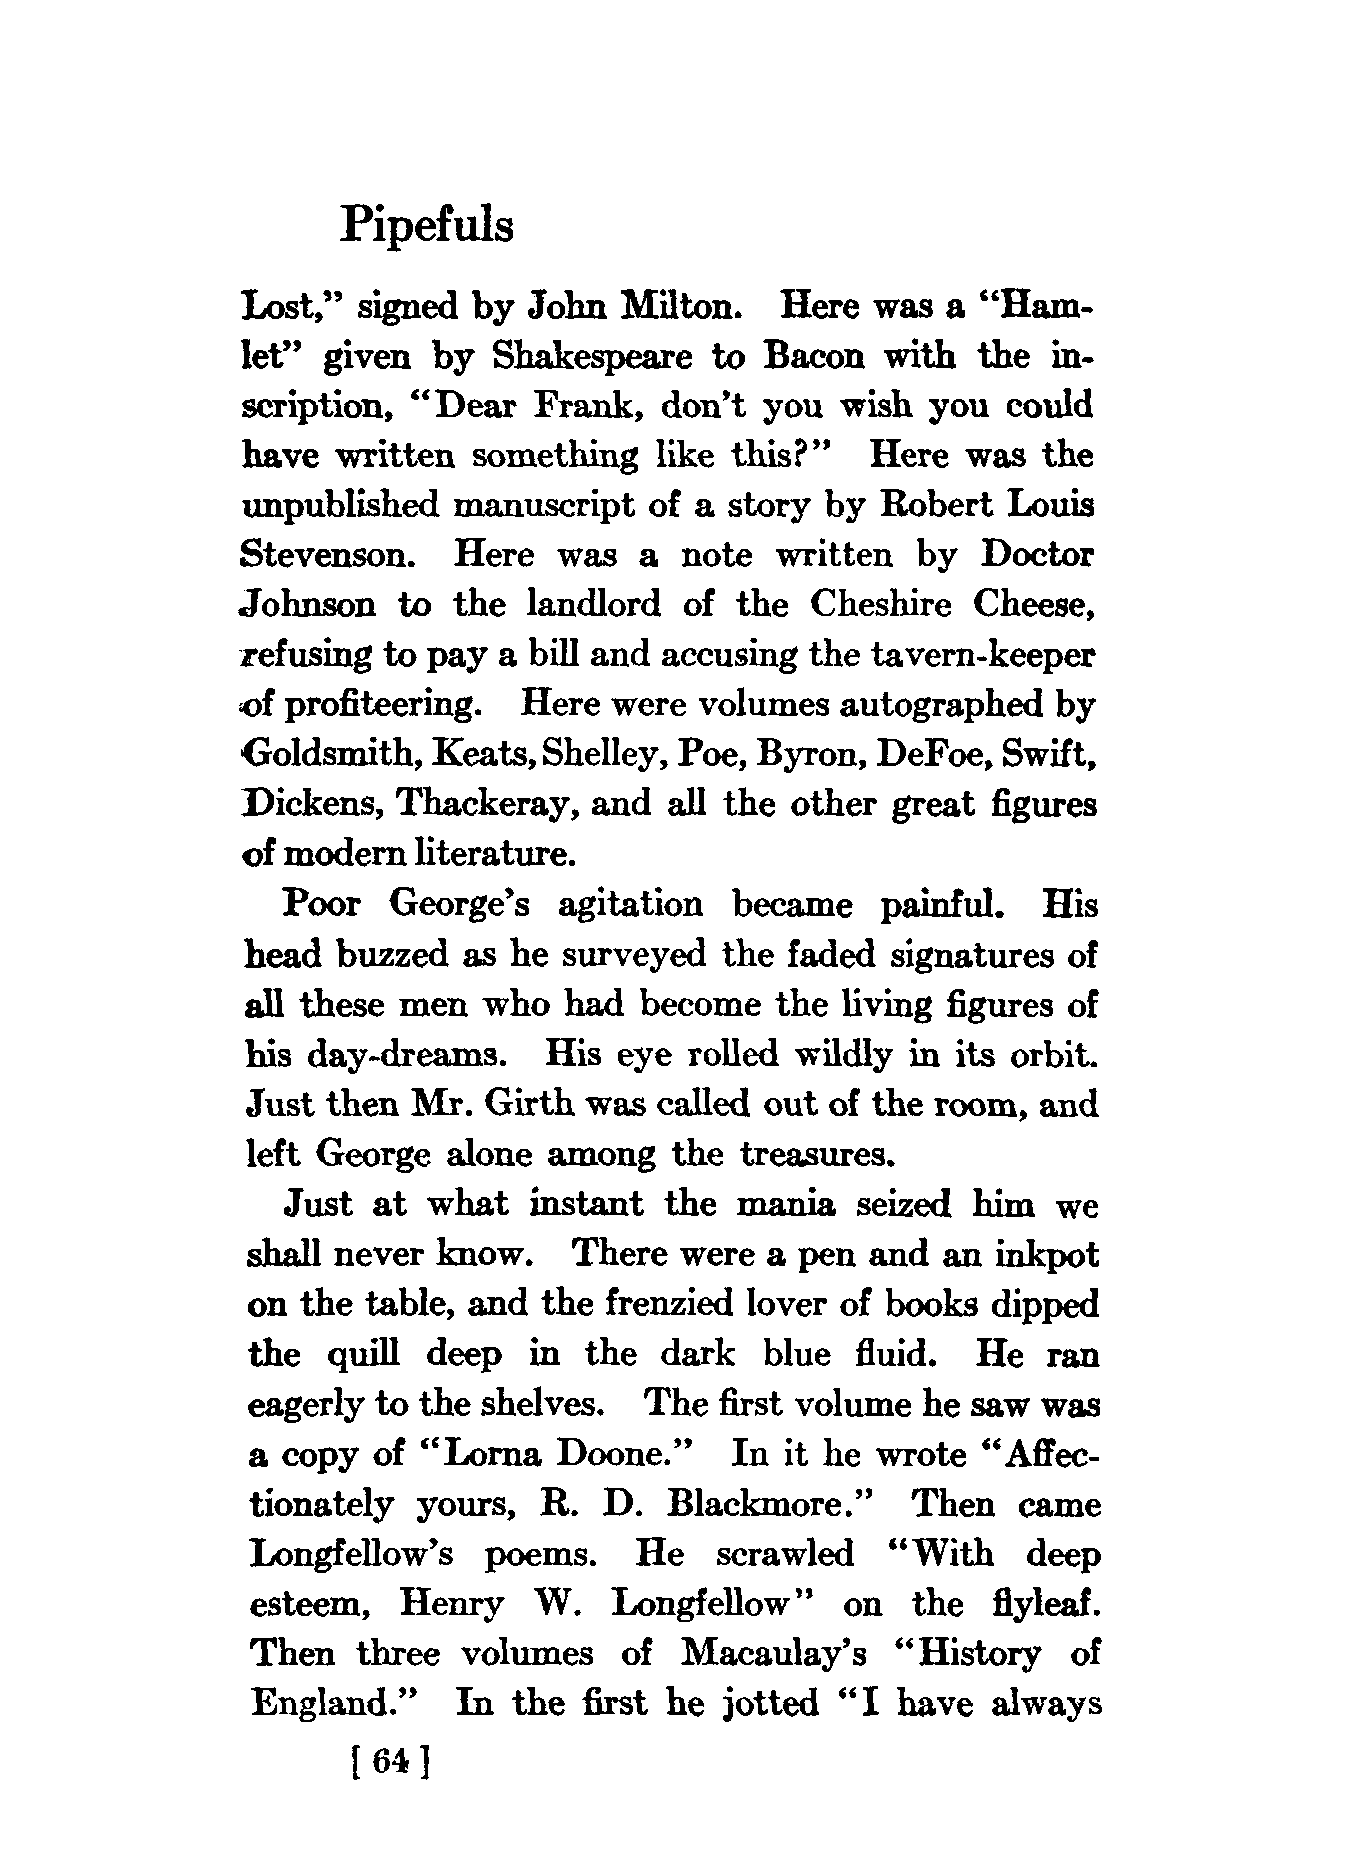 Pipefuls
Lost,” signed by John Milton. Here was a “Ham-
let” given by Shakespeare to Bacon with the in-
scription, “Dear Frank, don’t you wish you could
have written something like this?” Here was the
unpublished manuscript of a story by Robert Louis
Stevenson. Here was a note written by Doctor
Johnson to the landlord of the Cheshire Cheese,
refusing to pay a bill and accusing the tavern-keeper
of profiteering. Here were volumes autographed by
Goldsmith, Keats, Shelley, Poe, Byron, DeFoe, Swift,
Dickens, Thackeray, and all the other great figures
of modern literature.
Poor George’s agitation became painful. His
head buzzed as he surveyed the faded signatures of
all these men who had become the living figures of
his day-dreams. His eye rolled wildly in its orbit.
Just then Mr. Girth was called out of the room, and
left George alone among the treasures.
Just at what instant the mania seized him we
shall never know. There were a pen and an inkpot
on the table, and the frenzied lover of books dipped
the quill deep in the dark blue fluid. He ran
eagerly to the shelves. The first volume he saw was
a copy of “Lorna Doone.” In it he wrote “Affec-
tionately yours, R. D. Blackmore.” Then came
Longfellow’s poems. He scrawled “With deep
esteem, Henry W. Longfellow” on the flyleaf.
Then three volumes of Macaulay’s “History of
England.” In the first he jotted “I have always
[ 64 ]